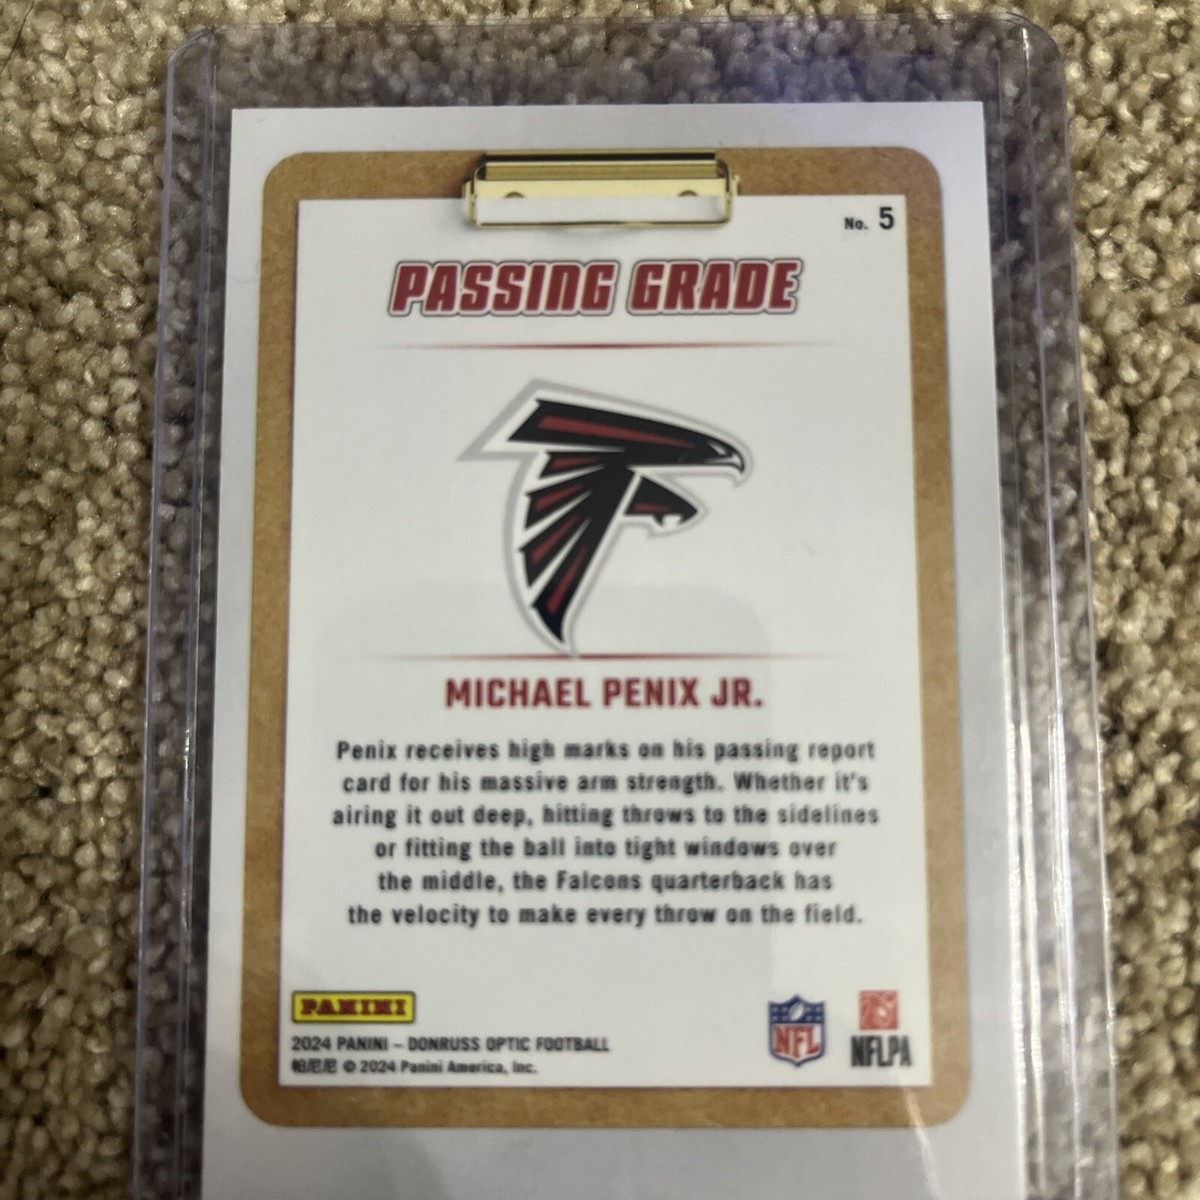 No. 5
PASSING GRADE
MICHAEL PENIX JR.
Penix receives high marks on his passing report
card for his massive arm strength. Whether it's
airing it out deep, hitting throws to the sidelines
or fitting the ball into tight windows over
the middle, the Falcons quarterback has
the velocity to make every throw on the field.
PANINI
2024 PANINI – DONRUSS OPTIC FOOTBALL
帕尼尼 © 2024 Panini America, Inc.
NFL
NFLPA